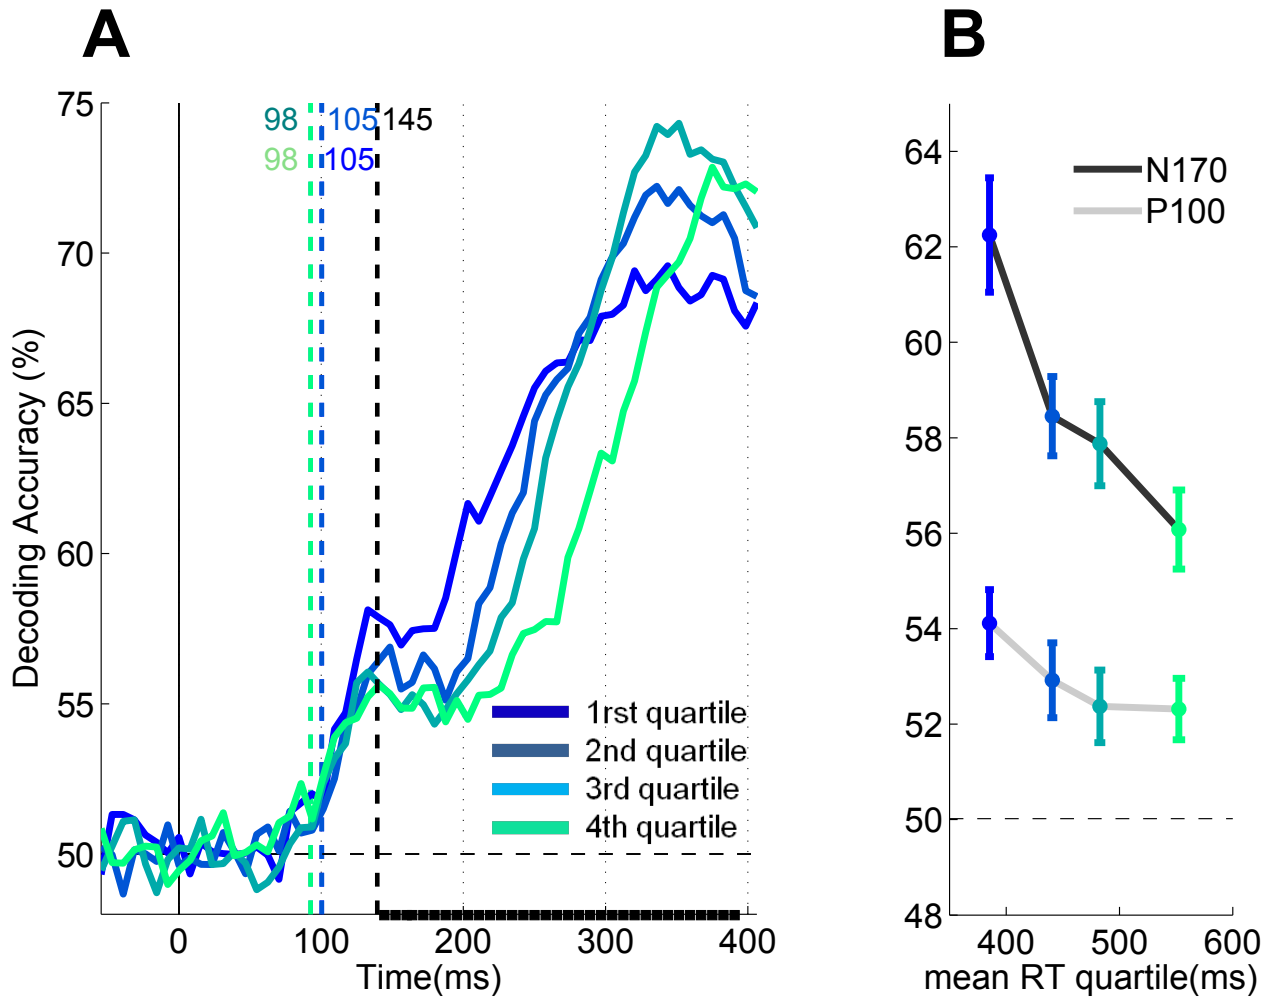 A
75
70
65
60
55
50
Decoding Accuracy (%)
98 105 145
98 105
1rst quartile
2nd quartile
3rd quartile
4th quartile
0 100 200 300 400
Time(ms)
B
64
62
60
58
56
54
52
50
48
N170
P100
400 500 600
mean RT quartile(ms)